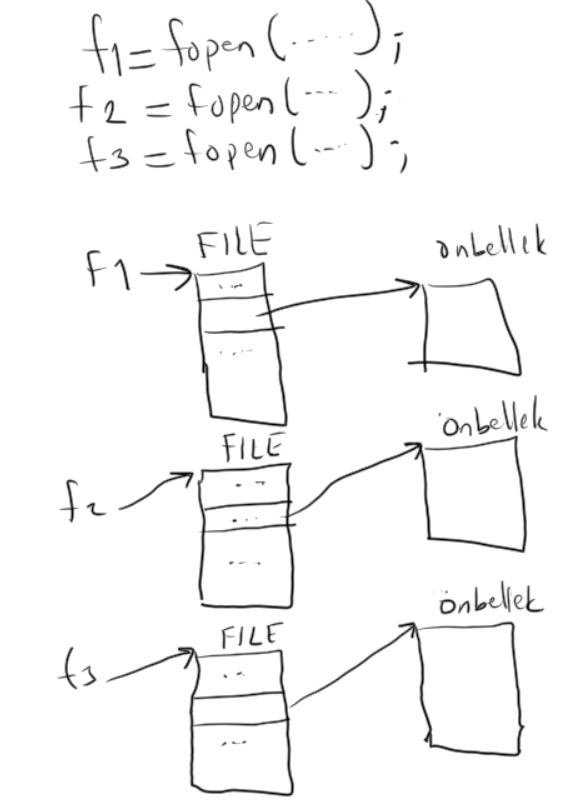 f1 = fopen(.....);
f2 = fopen(...);
f3 = fopen(...);
FILE
önbellek
F1
...
....
FILE
önbellek
f2
...
...
....
FILE
önbellek
f3
...
...